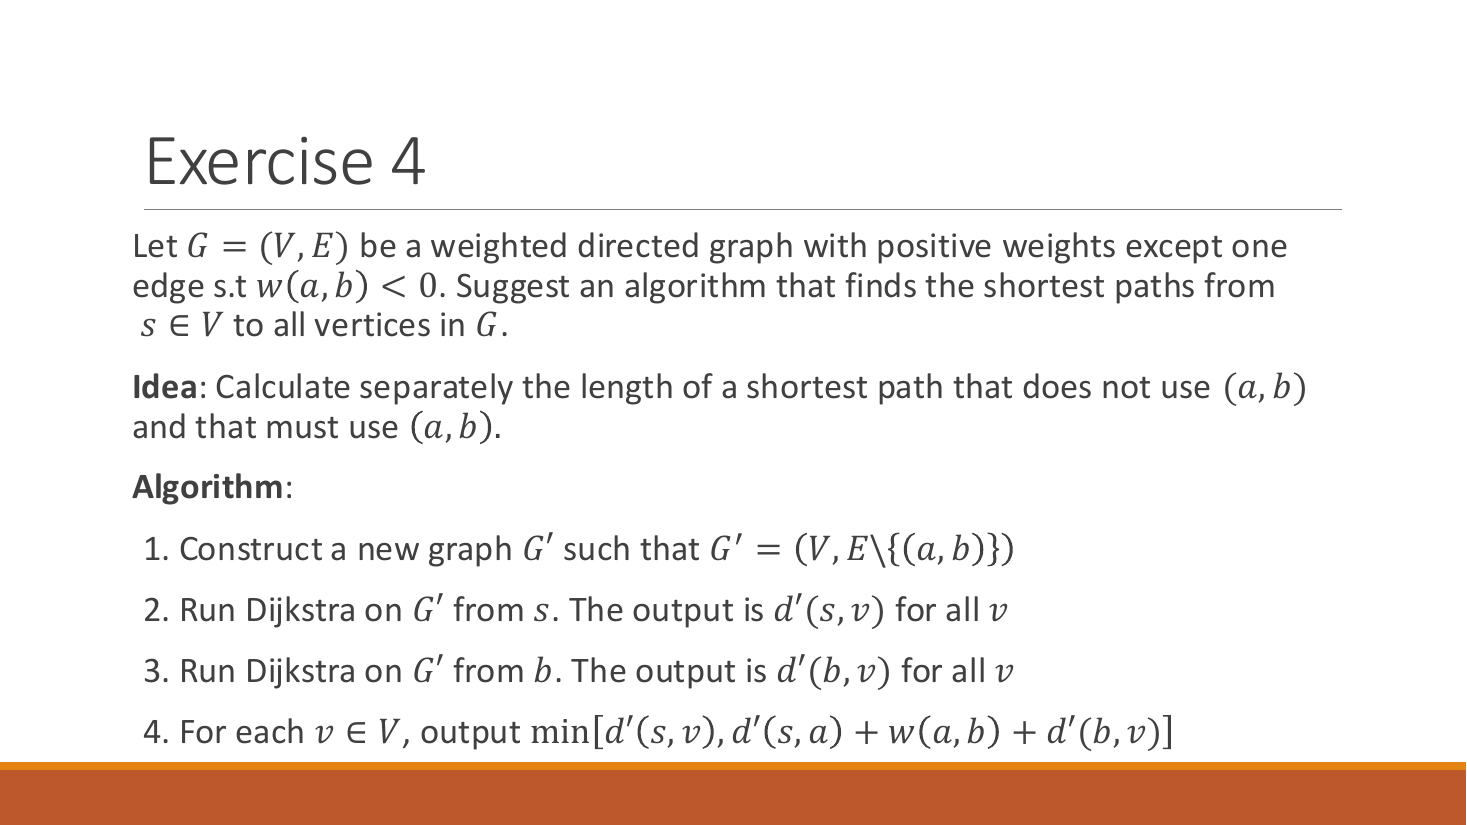 Exercise 4
Let 𝐺 = (𝑉, 𝐸) be a weighted directed graph with positive weights except one
edge s.t 𝑤(𝑎, 𝑏) < 0. Suggest an algorithm that finds the shortest paths from
𝑠 ∈ 𝑉 to all vertices in 𝐺.
Idea: Calculate separately the length of a shortest path that does not use (𝑎, 𝑏)
and that must use (𝑎, 𝑏).
Algorithm:
1. Construct a new graph 𝐺′ such that 𝐺′ = (𝑉, 𝐸\{(𝑎, 𝑏)})
2. Run Dijkstra on 𝐺′ from 𝑠. The output is 𝑑′(𝑠, 𝑣) for all 𝑣
3. Run Dijkstra on 𝐺′ from 𝑏. The output is 𝑑′(𝑏, 𝑣) for all 𝑣
4. For each 𝑣 ∈ 𝑉, output min[𝑑′(𝑠, 𝑣), 𝑑′(𝑠, 𝑎) + 𝑤(𝑎, 𝑏) + 𝑑′(𝑏, 𝑣)]